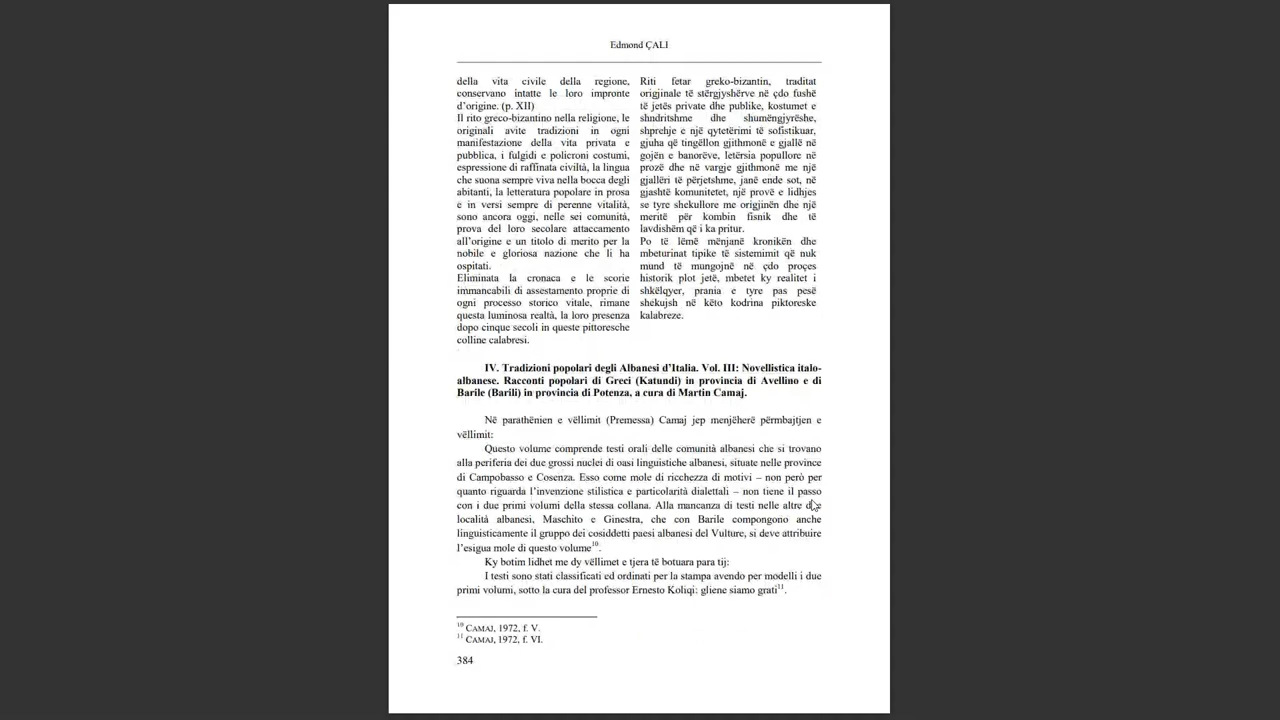 Edmond ÇALI
della vita civile della regione,
conservano intatte le loro impronte
d'origine. (p. XII)
Il rito greco-bizantino nella religione, le
originali avite tradizioni in ogni
manifestazione della vita privata e
pubblica, i fulgidi e policroni costumi,
espressione di raffinata civiltà, la lingua
che suona sempre viva nella bocca degli
abitanti, la letteratura popolare in prosa
e in versi sempre di perenne vitalità,
sono ancora oggi, nelle sei comunità,
prova del loro secolare attaccamento
all'origine e un titolo di merito per la
nobile e gloriosa nazione che li ha
ospitati.
Eliminata la cronaca e le scorie
immancabili di assestamento proprie di
ogni processo storico vitale, rimane
questa luminosa realtà, la loro presenza
dopo cinque secoli in queste pittoresche
colline calabresi.
Riti fetar greko-bizantin, traditat
origjinale të stërgjyshërve në çdo fushë
të jetës private dhe publike, kostumet e
shndritshme dhe shumëngjyrëshe,
shprehje e një qytetërimi të sofistikuar,
gjuha që tingëllon gjithmonë e gjallë në
gojën e banorëve, letërsia popullore në
prozë dhe në vargje gjithmonë me një
gjallëri të përjetshme, janë ende sot, në
gjashtë komunitetet, një provë e lidhjes
se tyre shekullore me origjinën dhe një
meritë për kombin fisnik dhe të
lavdishëm që i ka pritur.
Po të lëmë mënjanë kronikën dhe
mbeturinat tipike të sistemimit që nuk
mund të mungojnë në çdo proçes
historik plot jetë, mbetet ky realitet i
shkëlqyer, prania e tyre pas pesë
shekujsh në këto kodrina piktoreske
kalabreze.
IV. Tradizioni popolari degli Albanesi d'Italia. Vol. III: Novellistica italo-
albanese. Racconti popolari di Greci (Katundi) in provincia di Avellino e di
Barile (Barili) in provincia di Potenza, a cura di Martin Camaj.
Në parathënien e vëllimit (Premessa) Camaj jep menjëherë përmbajtjen e
vëllimit:
Questo volume comprende testi orali delle comunità albanesi che si trovano
alla periferia dei due grossi nuclei di oasi linguistiche albanesi, situate nelle province
di Campobasso e Cosenza. Esso come mole di ricchezza di motivi – non però per
quanto riguarda l'invenzione stilistica e particolarità dialettali – non tiene il passo
con i due primi volumi della stessa collana. Alla mancanza di testi nelle altre due
località albanesi, Maschito e Ginestra, che con Barile compongono anche
linguisticamente il gruppo dei cosiddetti paesi albanesi del Vulture, si deve attribuire
l'esigua mole di questo volume10.
Ky botim lidhet me dy vëllimet e tjera të botuara para tij:
I testi sono stati classificati ed ordinati per la stampa avendo per modelli i due
primi volumi, sotto la cura del professor Ernesto Koliqi: gliene siamo grati11.
10 CAMAJ, 1972, f. V.
11 CAMAJ, 1972, f. VI.
384